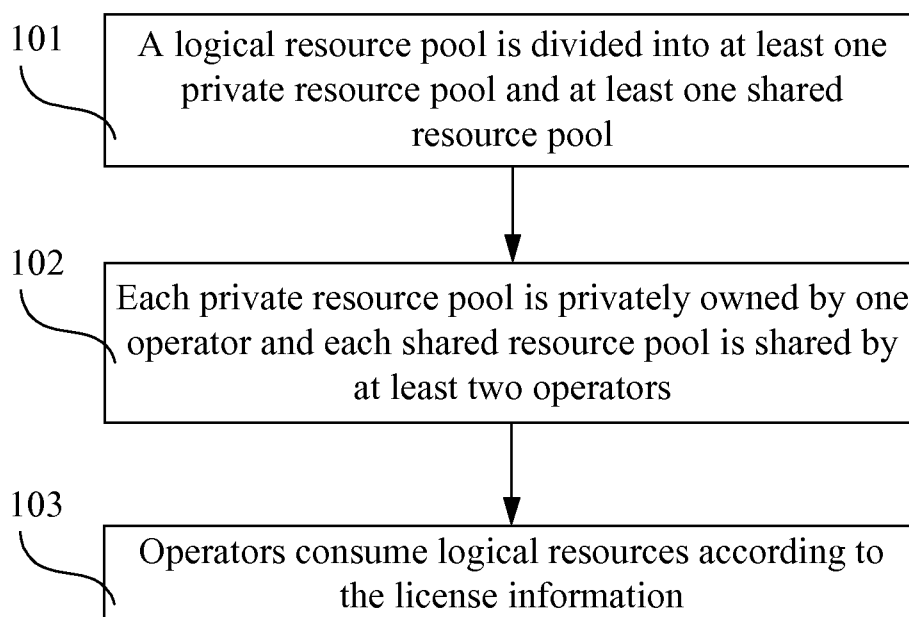 101
A logical resource pool is divided into at least one
private resource pool and at least one shared
resource pool
102
Each private resource pool is privately owned by one
operator and each shared resource pool is shared by
at least two operators
103
Operators consume logical resources according to
the license information